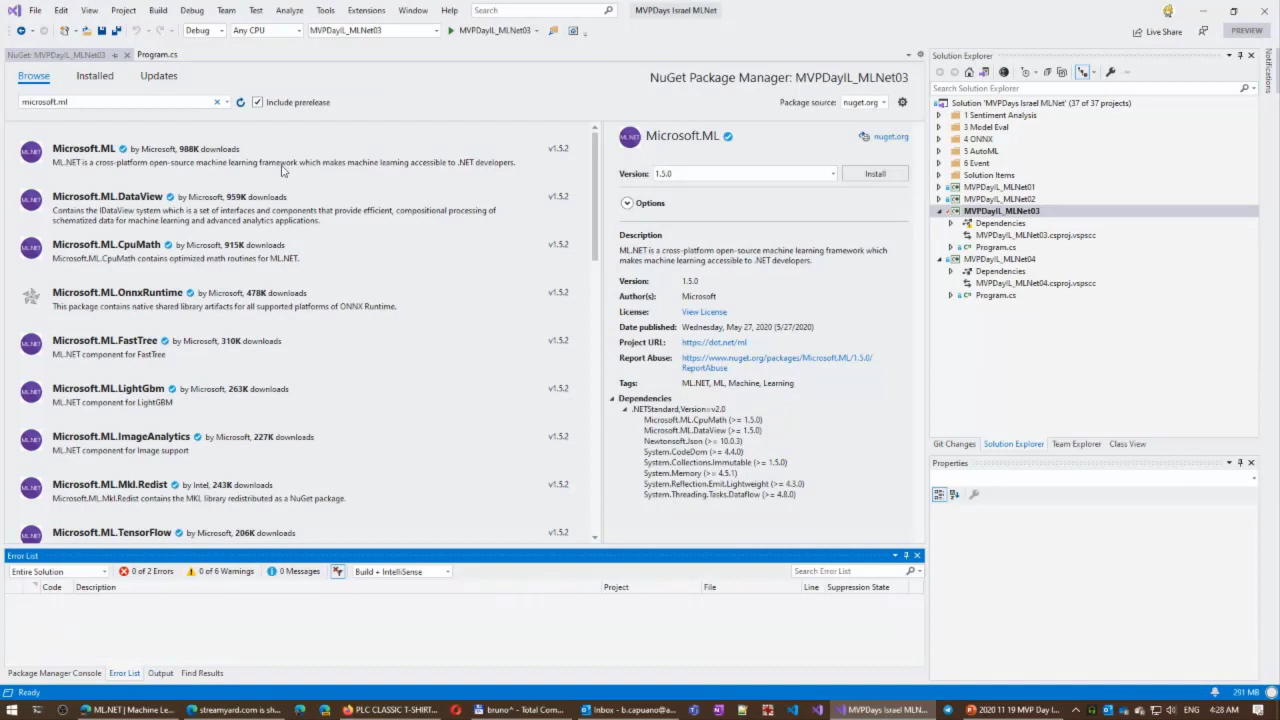 File Edit View Project Build Debug Team Test Analyze Tools Extensions Window Help Search MVPDays Israel MLNet
Debug Any CPU MVPDayIL_MLNet03 MVPDayIL_MLNet03 Live Share PREVIEW
NuGet: MVPDayIL_MLNet03 Program.cs
Browse Installed Updates NuGet Package Manager: MVPDayIL_MLNet03
microsoft.ml Include prerelease Package source: nuget.org
Microsoft.ML by Microsoft, 988K downloads v1.5.2
ML.NET is a cross-platform open-source machine learning framework which makes machine learning accessible to .NET developers.
Microsoft.ML.DataView by Microsoft, 959K downloads v1.5.2
Contains the IDataView system which is a set of interfaces and components that provide efficient, compositional processing of
schematized data for machine learning and advanced analytics applications.
Microsoft.ML.CpuMath by Microsoft, 915K downloads v1.5.2
Microsoft.ML.CpuMath contains optimized math routines for ML.NET.
Microsoft.ML.OnnxRuntime by Microsoft, 478K downloads v1.5.2
This package contains native shared library artifacts for all supported platforms of ONNX Runtime.
Microsoft.ML.FastTree by Microsoft, 310K downloads v1.5.2
ML.NET component for FastTree
Microsoft.ML.LightGbm by Microsoft, 263K downloads v1.5.2
ML.NET component for LightGBM
Microsoft.ML.ImageAnalytics by Microsoft, 227K downloads v1.5.2
ML.NET component for Image support
Microsoft.ML.Mkl.Redist by Intel, 243K downloads v1.5.2
Microsoft.ML.Mkl.Redist contains the MKL library redistributed as a NuGet package.
Microsoft.ML.TensorFlow by Microsoft, 206K downloads v1.5.2
Microsoft.ML nuget.org
Version: 1.5.0 Install
Options
Description
ML.NET is a cross-platform open-source machine learning framework which
makes machine learning accessible to .NET developers.
Version: 1.5.0
Author(s): Microsoft
License: View License
Date published: Wednesday, May 27, 2020 (5/27/2020)
Project URL: https://dot.net/ml
Report Abuse: https://www.nuget.org/packages/Microsoft.ML/1.5.0/
ReportAbuse
Tags: ML.NET, ML, Machine, Learning
Dependencies
.NETStandard,Version=v2.0
Microsoft.ML.CpuMath (>= 1.5.0)
Microsoft.ML.DataView (>= 1.5.0)
Newtonsoft.Json (>= 10.0.3)
System.CodeDom (>= 4.4.0)
System.Collections.Immutable (>= 1.5.0)
System.Memory (>= 4.5.1)
System.Reflection.Emit.Lightweight (>= 4.3.0)
System.Threading.Tasks.Dataflow (>= 4.8.0)
Solution Explorer
Search Solution Explorer
Solution 'MVPDays Israel MLNet' (37 of 37 projects)
1 Sentiment Analysis
3 Model Eval
4 ONNX
5 AutoML
6 Event
Solution Items
MVPDayIL_MLNet01
MVPDayIL_MLNet02
MVPDayIL_MLNet03
Dependencies
MVPDayIL_MLNet03.csproj.vspscc
Program.cs
MVPDayIL_MLNet04
Dependencies
MVPDayIL_MLNet04.csproj.vspscc
Program.cs
Git Changes Solution Explorer Team Explorer Class View
Properties
Notifications
Error List
Entire Solution 0 of 2 Errors 0 of 6 Warnings 0 Messages Build + IntelliSense Search Error List
Code Description Project File Line Suppression State
Package Manager Console Error List Output Find Results
Ready 291 MB
ML.NET | Machine L... streamyard.com is sh... PLC CLASSIC T-SHIRT... bruno^ - Total Com... Inbox - b.capuano@a... MVPDays Israel MLN... 2020 11 19 MVP Day I... 4:28 AM